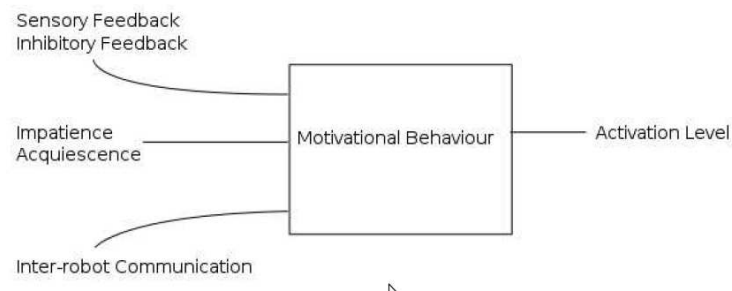 Sensory Feedback
Inhibitory Feedback
Impatience
Acquiescence
Motivational Behaviour
Activation Level
Inter-robot Communication